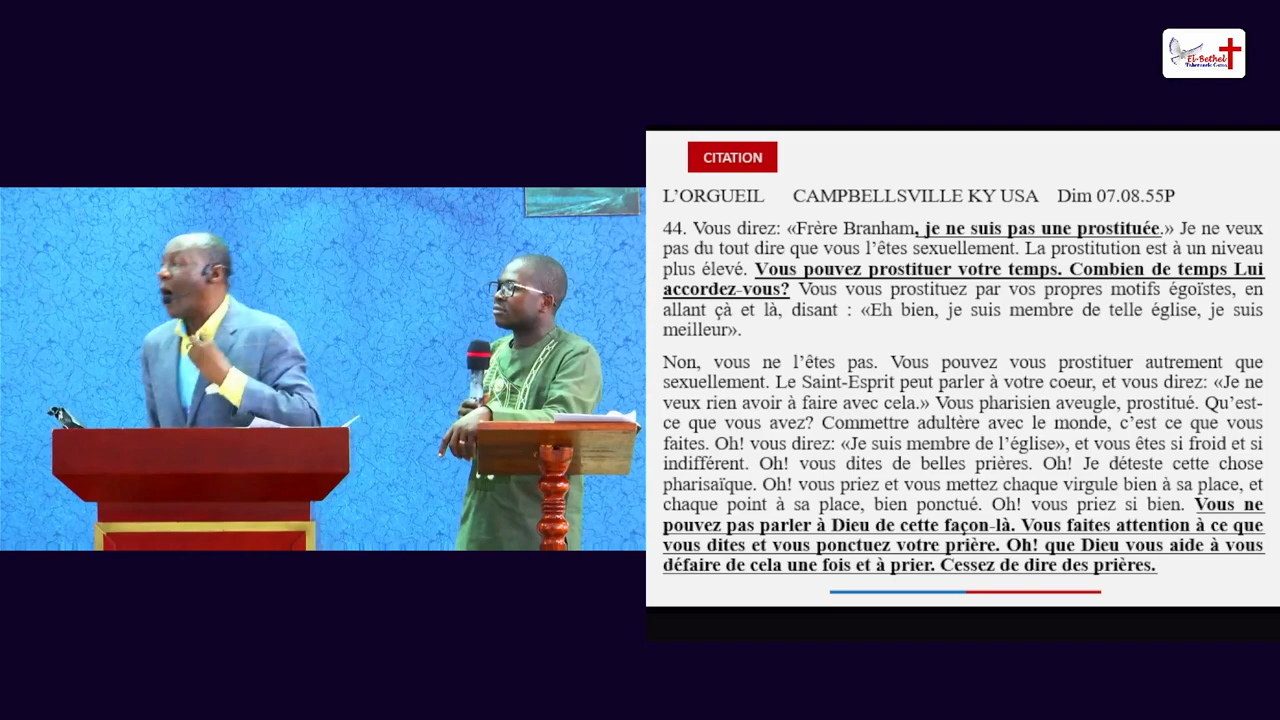 El-Bethel
CITATION
L’ORGUEIL CAMPBELLSVILLE KY USA Dim 07.08.55P
44. Vous direz: «Frère Branham, je ne suis pas une prostituée.» Je ne veux
pas du tout dire que vous l’êtes sexuellement. La prostitution est à un niveau
plus élevé. Vous pouvez prostituer votre temps. Combien de temps Lui
accordez-vous? Vous vous prostituez par vos propres motifs égoïstes, en
allant çà et là, disant : «Eh bien, je suis membre de telle église, je suis
meilleur».
Non, vous ne l’êtes pas. Vous pouvez vous prostituer autrement que
sexuellement. Le Saint-Esprit peut parler à votre coeur, et vous direz: «Je ne
veux rien avoir à faire avec cela.» Vous pharisien aveugle, prostitué. Qu’est-
ce que vous avez? Commettre adultère avec le monde, c’est ce que vous
faites. Oh! vous direz: «Je suis membre de l’église», et vous êtes si froid et si
indifférent. Oh! vous dites de belles prières. Oh! Je déteste cette chose
pharisaïque. Oh! vous priez et vous mettez chaque virgule bien à sa place, et
chaque point à sa place, bien ponctué. Oh! vous priez si bien. Vous ne
pouvez pas parler à Dieu de cette façon-là. Vous faites attention à ce que
vous dites et vous ponctuez votre prière. Oh! que Dieu vous aide à vous
défaire de cela une fois et à prier. Cessez de dire des prières.